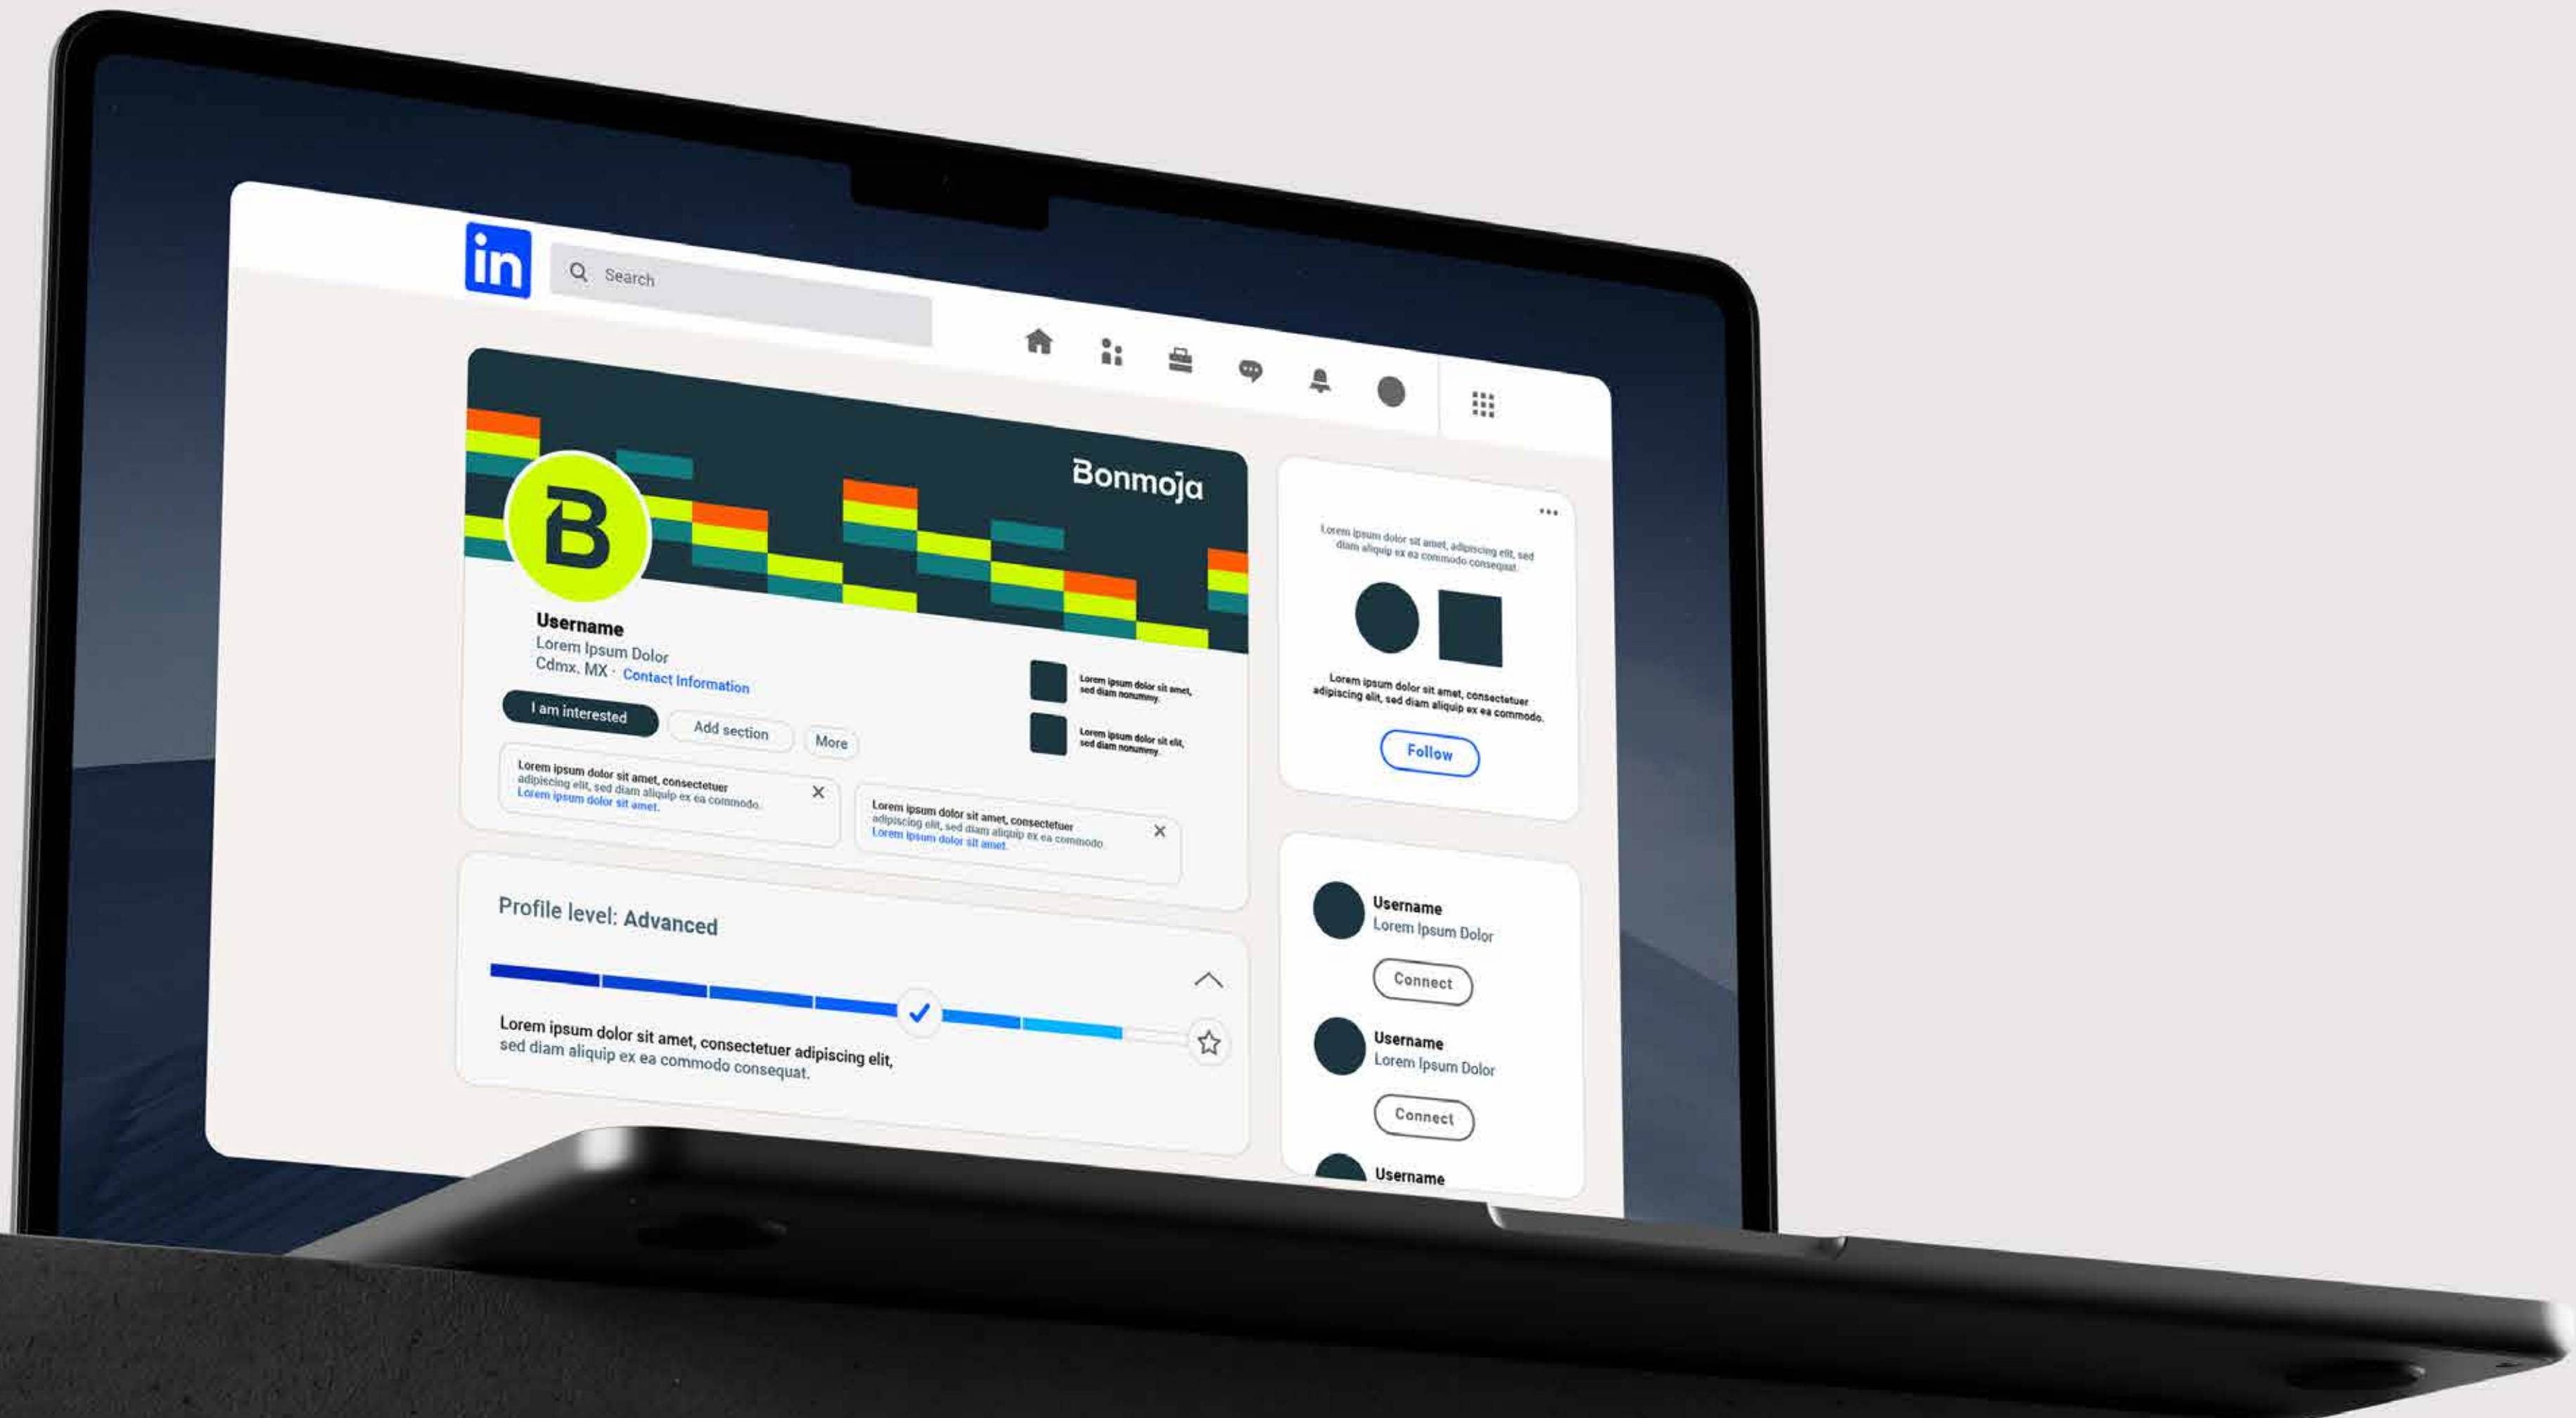 in
Search
Bonmoja
B
Username
Lorem Ipsum Dolor
Cdmx. MX · Contact Information
I am interested
Add section
More
Lorem ipsum dolor sit amet,
sed diam nonummy.
Lorem ipsum dolor sit elit,
sed diam nonummy.
Lorem ipsum dolor sit amet, consectetuer
adipiscing elit, sed diam aliquip ex ea commodo.
Lorem ipsum dolor sit amet.
Lorem ipsum dolor sit amet, consectetuer
adipiscing elit, sed diam aliquip ex ea commodo.
Lorem ipsum dolor sit amet.
Profile level: Advanced
Lorem ipsum dolor sit amet, consectetuer adipiscing elit,
sed diam aliquip ex ea commodo consequat.
Lorem ipsum dolor sit amet, adipiscing elit, sed
diam aliquip ex ea commodo consequat.
Lorem ipsum dolor sit amet, consectetuer
adipiscing elit, sed diam aliquip ex ea commodo.
Follow
Username
Lorem Ipsum Dolor
Connect
Username
Lorem Ipsum Dolor
Connect
Username